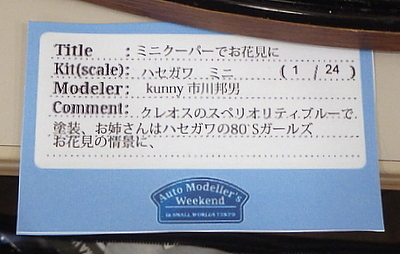 Title : ミニクーパーでお花見に
Kit(scale): ハセガワ ミニ ( 1 / 24 )
Modeler: kunny 市川邦男
Comment: クレオスのスペリオリティブルーで
塗装、お姉さんはハセガワの80`Sガールズ
お花見の情景に、
Auto Modeller's
Weekend
in SMALL WORLDS TOKYO